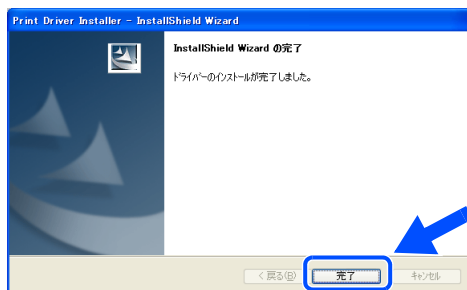 Print Driver Installer - InstallShield Wizard
InstallShield Wizard の完了
ドライバーのインストールが完了しました。
< 戻る(B)
完了
キャンセル